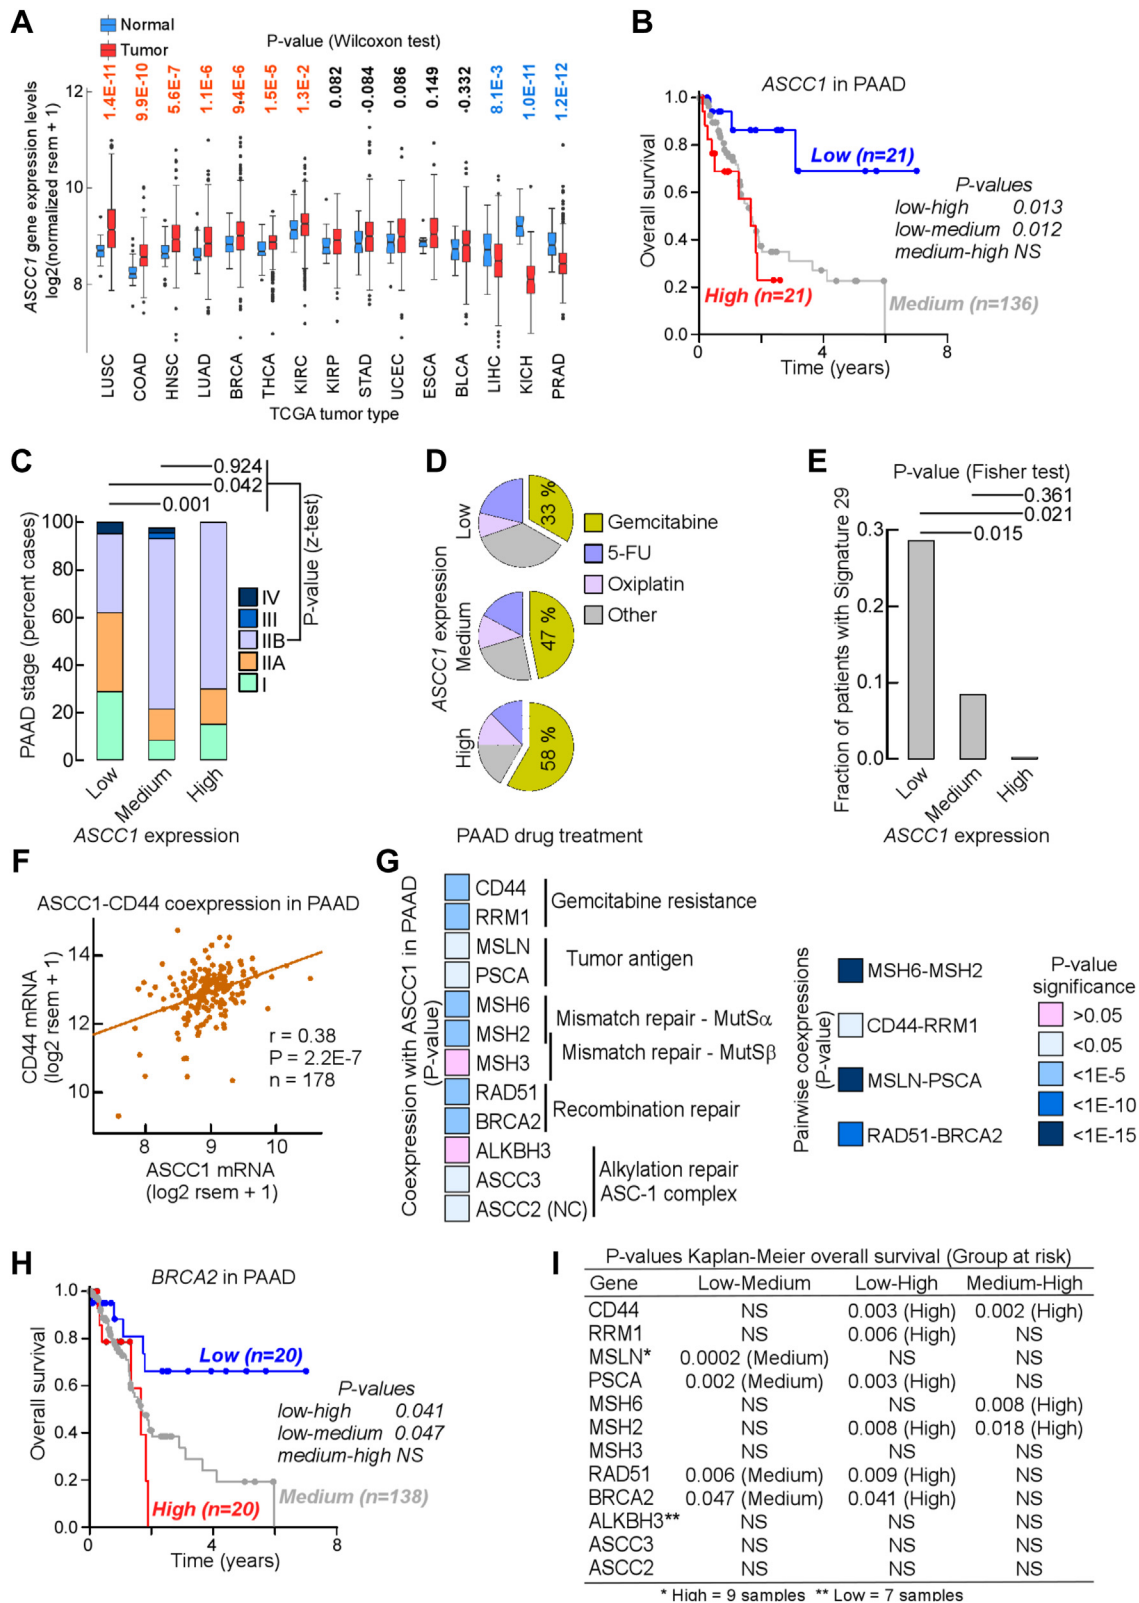 A
Normal
Tumor
P-value (Wilcoxon test)
1.4E-11
9.9E-10
5.6E-7
1.1E-6
9.4E-6
1.5E-5
1.3E-2
0.082
0.084
0.086
0.149
0.332
8.1E-3
1.0E-11
1.2E-12
ASCC1 gene expression levels
log2(normalized rsem + 1)
12
10
8
LUSC
COAD
HNSC
LUAD
BRCA
THCA
KIRC
KIRP
STAD
UCEC
ESCA
BLCA
LIHC
KICH
PRAD
TCGA tumor type
B
ASCC1 in PAAD
Overall survival
1.0
0.8
0.6
0.4
0.2
0.0
Low (n=21)
P-values
low-high 0.013
low-medium 0.012
medium-high NS
High (n=21)
Medium (n=136)
0
4
8
Time (years)
C
0.924
0.042
0.001
P-value (z-test)
PAAD stage (percent cases)
100
80
60
40
20
0
IV
III
IIB
IIA
I
Low
Medium
High
ASCC1 expression
D
ASCC1 expression
Low
Medium
High
33 %
47 %
58 %
Gemcitabine
5-FU
Oxiplatin
Other
PAAD drug treatment
E
P-value (Fisher test)
0.361
0.021
0.015
Fraction of patients with Signature 29
0.3
0.2
0.1
0.0
Low
Medium
High
ASCC1 expression
F
ASCC1-CD44 coexpression in PAAD
CD44 mRNA
(log2 rsem + 1)
14
12
10
r = 0.38
P = 2.2E-7
n = 178
8
9
10
ASCC1 mRNA
(log2 rsem + 1)
G
Coexpression with ASCC1 in PAAD
(P-value)
CD44
RRM1
Gemcitabine resistance
MSLN
PSCA
Tumor antigen
MSH6
MSH2
MSH3
Mismatch repair - MutSα
Mismatch repair - MutSβ
RAD51
BRCA2
Recombination repair
ALKBH3
ASCC3
ASCC2 (NC)
Alkylation repair
ASC-1 complex
Pairwise coexpressions
(P-value)
MSH6-MSH2
CD44-RRM1
MSLN-PSCA
RAD51-BRCA2
P-value
significance
>0.05
<0.05
<1E-5
<1E-10
<1E-15
H
BRCA2 in PAAD
Overall survival
1.0
0.8
0.6
0.4
0.2
0.0
Low (n=20)
P-values
low-high 0.041
low-medium 0.047
medium-high NS
High (n=20)
Medium (n=138)
0
4
8
Time (years)
I
P-values Kaplan-Meier overall survival (Group at risk)
Gene Low-Medium Low-High Medium-High
CD44 NS 0.003 (High) 0.002 (High)
RRM1 NS 0.006 (High) NS
MSLN* 0.0002 (Medium) NS NS
PSCA 0.002 (Medium) 0.003 (High) NS
MSH6 NS NS 0.008 (High)
MSH2 NS 0.008 (High) 0.018 (High)
MSH3 NS NS NS
RAD51 0.006 (Medium) 0.009 (High) NS
BRCA2 0.047 (Medium) 0.041 (High) NS
ALKBH3** NS NS NS
ASCC3 NS NS NS
ASCC2 NS NS NS
* High = 9 samples ** Low = 7 samples